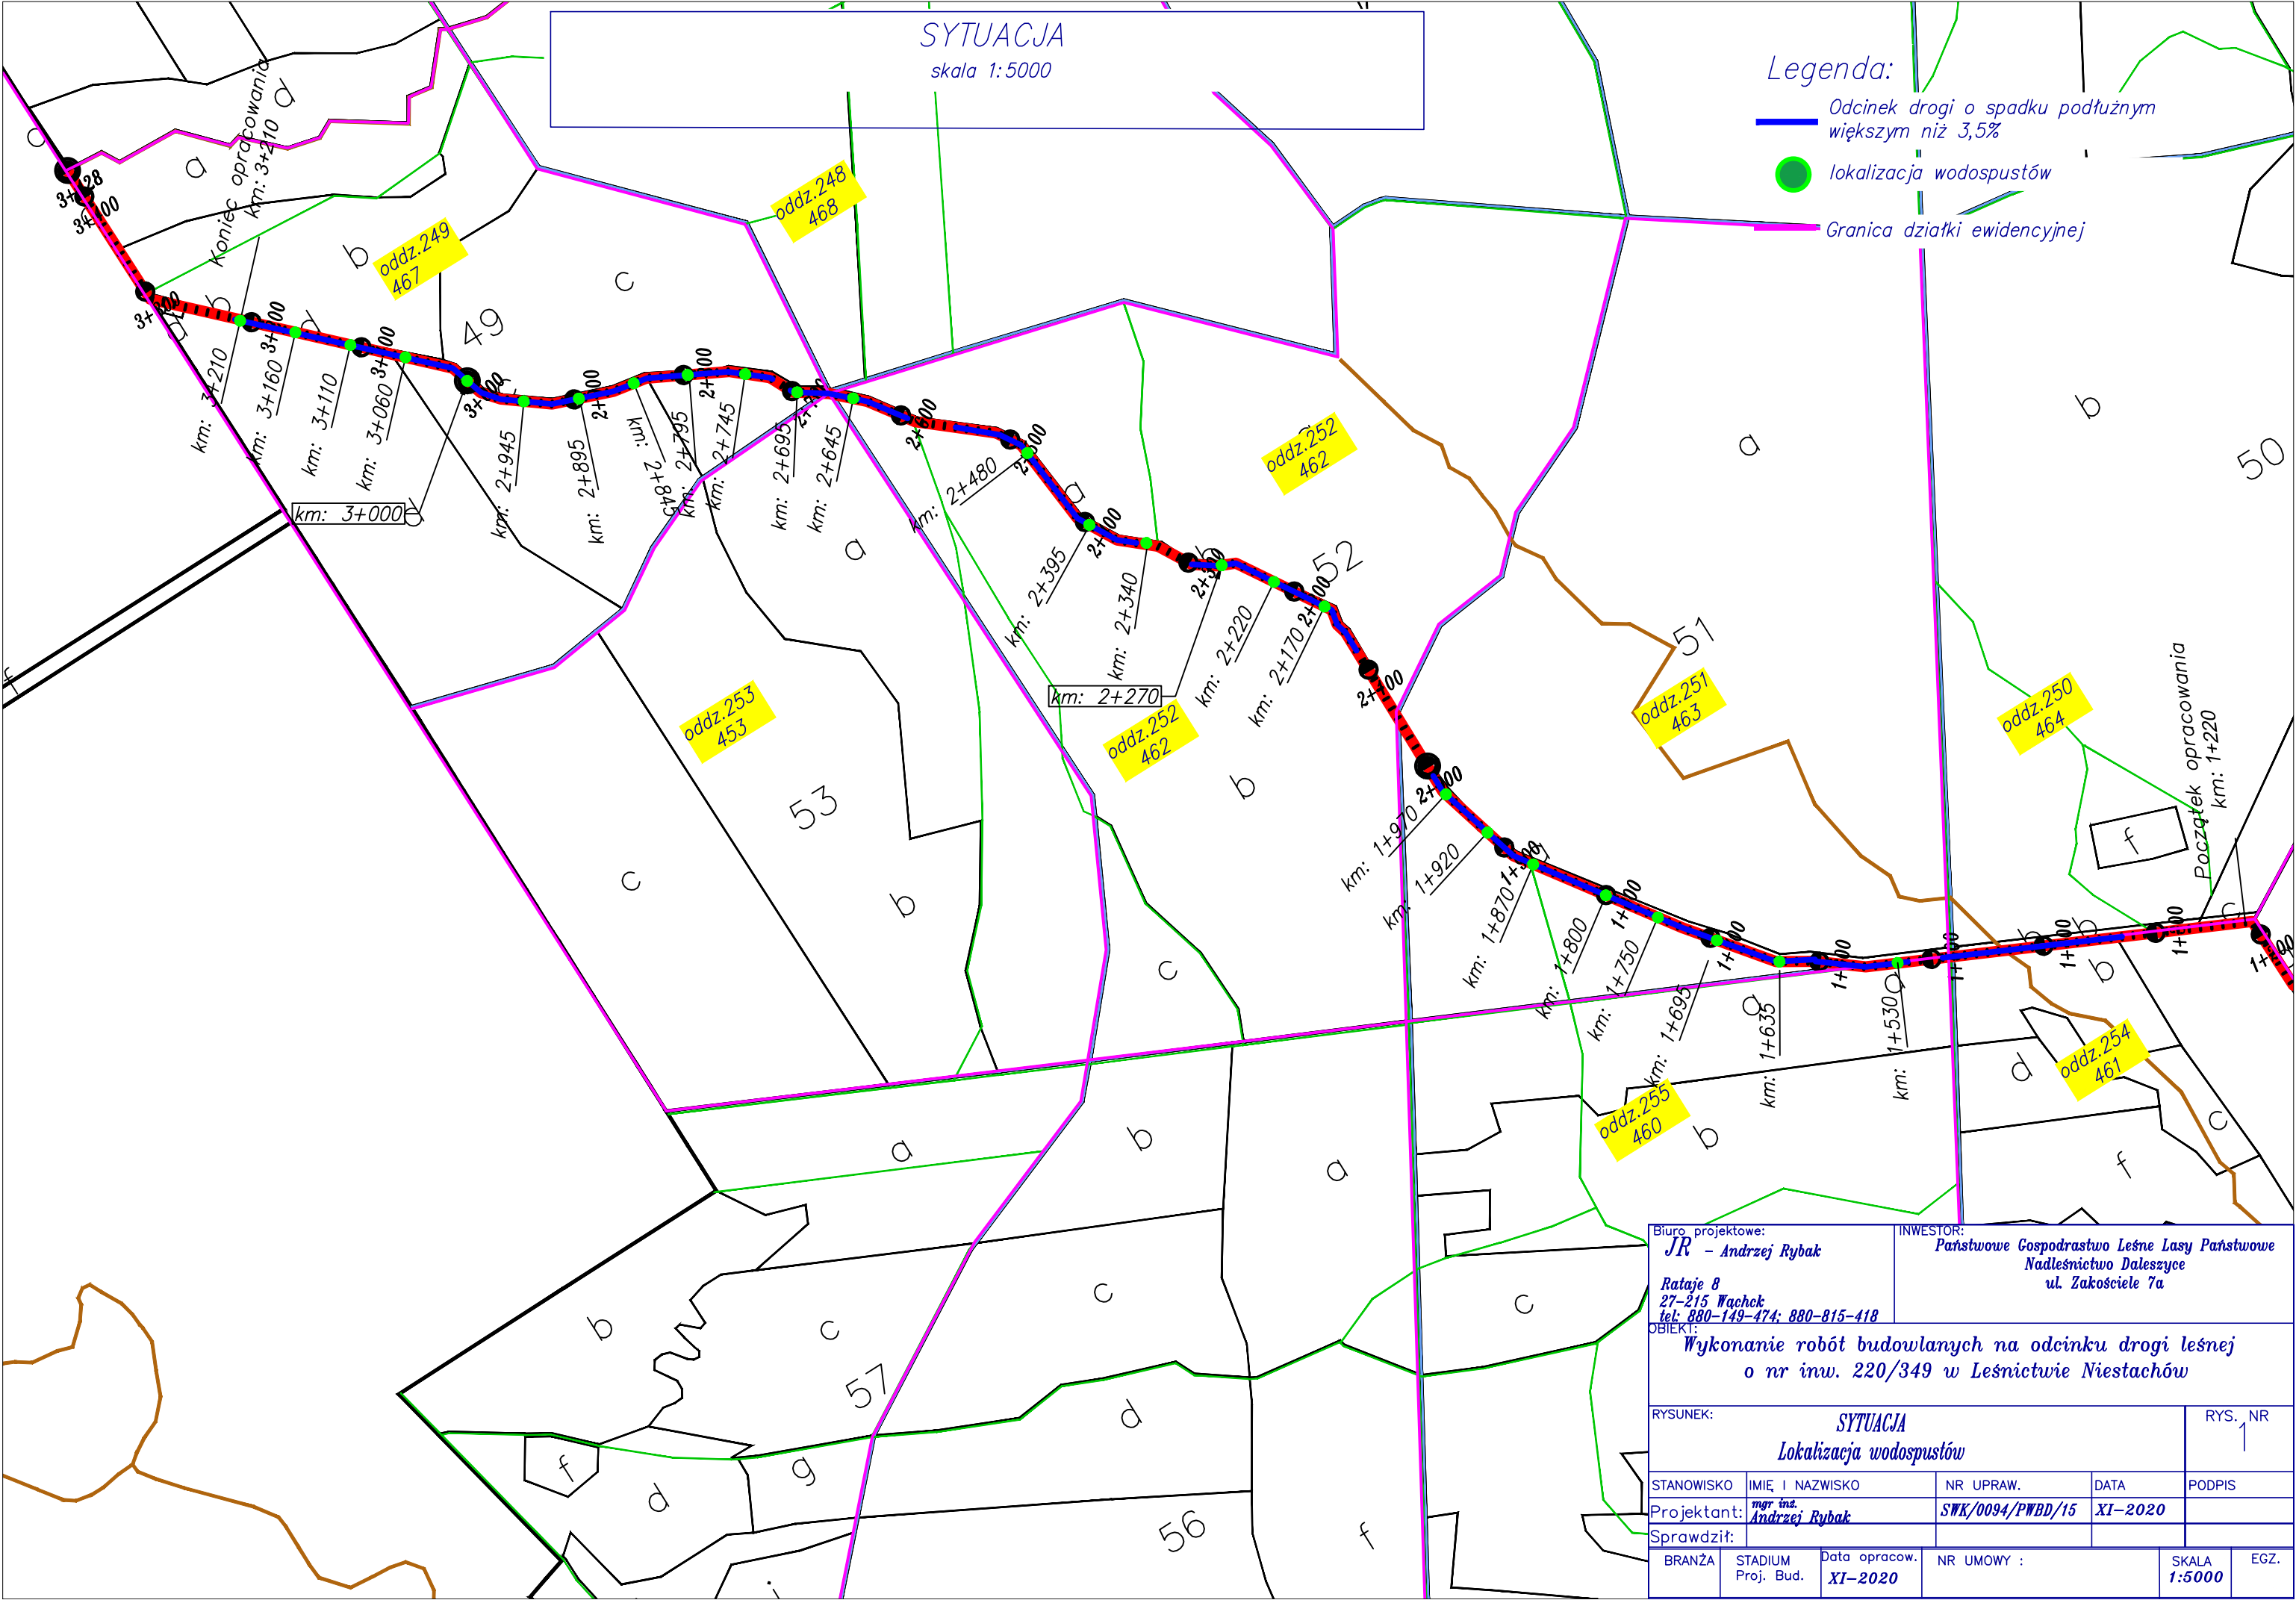 SYTUACJA
skala 1:5000
Legenda:
Odcinek drogi o spadku podłużnym
większym niż 3,5%
lokalizacja wodospustów
Granica działki ewidencyjnej
Koniec opracowania
km: 3+210
oddz.249
467
oddz.248
468
oddz.252
462
oddz.253
453
oddz.252
462
oddz.251
463
oddz.250
464
oddz.254
461
oddz.255
460
49
50
51
52
53
56
57
3+128
km: 3+210
km: 3+160
km: 3+110
km: 3+060
km: 3+000
km: 2+945
km: 2+895
km: 2+845
km: 2+795
km: 2+745
km: 2+695
km: 2+645
km: 2+480
km: 2+395
km: 2+340
km: 2+270
km: 2+220
km: 2+170
km: 1+970
km: 1+920
km: 1+870
km: 1+800
km: 1+750
km: 1+695
km: 1+635
km: 1+530
Początek opracowania
km: 1+220
a
b
c
d
f
g
Biuro projektowe:
JR - Andrzej Rybak
Rataje 8
27-215 Wąchck
tel: 880-149-474; 880-815-418
INWESTOR:
Państwowe Gospodrastwo Leśne Lasy Państwowe
Nadleśnictwo Daleszyce
ul. Zakościele 7a
OBIEKT:
Wykonanie robót budowlanych na odcinku drogi leśnej
o nr inw. 220/349 w Leśnictwie Niestachów
RYSUNEK:
SYTUACJA
Lokalizacja wodospustów
RYS. NR
1
STANOWISKO IMIĘ I NAZWISKO NR UPRAW. DATA PODPIS
Projektant: mgr inż. Andrzej Rybak SWK/0094/PWBD/15 XI-2020
Sprawdził:
BRANŻA STADIUM Proj. Bud. Data opracow. XI-2020 NR UMOWY : SKALA 1:5000 EGZ.